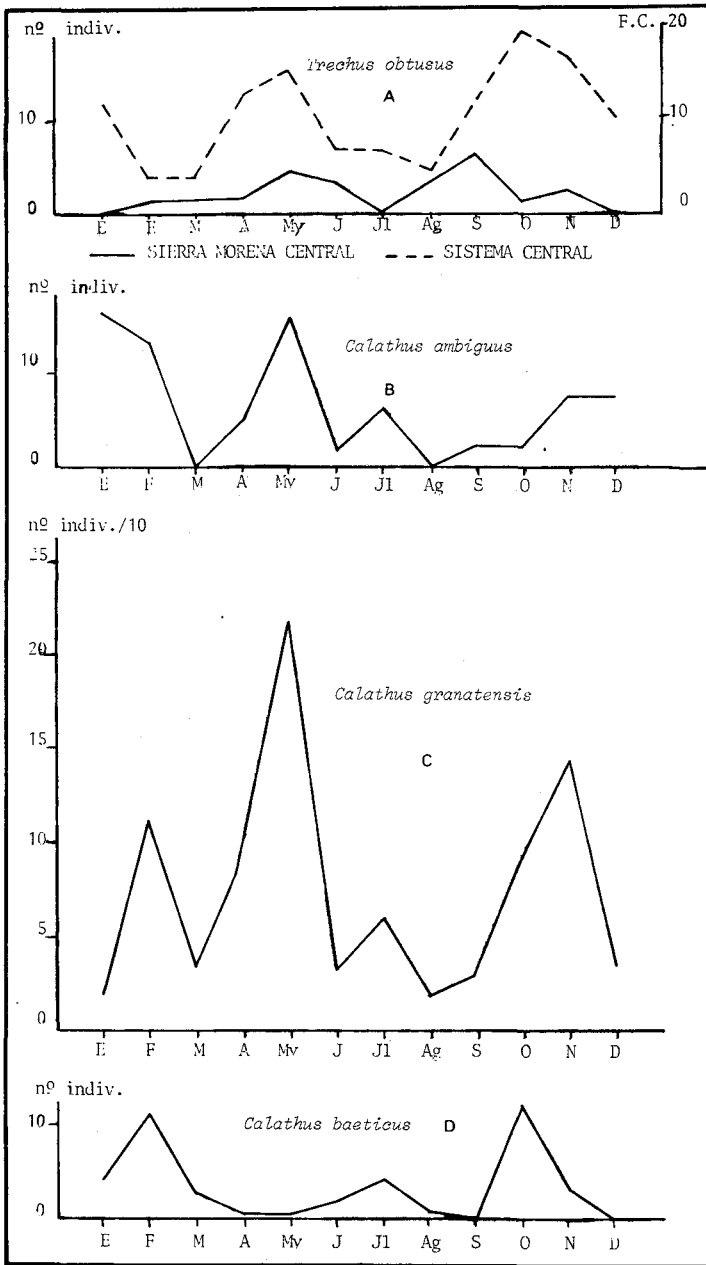 nº indiv.
F.C.
20
Trechus obtusus
A
10
10
0
0
E F M A My J Jl Ag S O N D
SIERRA MORENA CENTRAL
SISTEMA CENTRAL
nº indiv.
Calathus ambiguus
10
B
0
E F M A My J Jl Ag S O N D
nº indiv./10
25
20
Calathus granatensis
15
C
10
5
0
E F M A My J Jl Ag S O N D
nº indiv.
10
Calathus baeticus D
0
E F M A My J Jl Ag S O N D